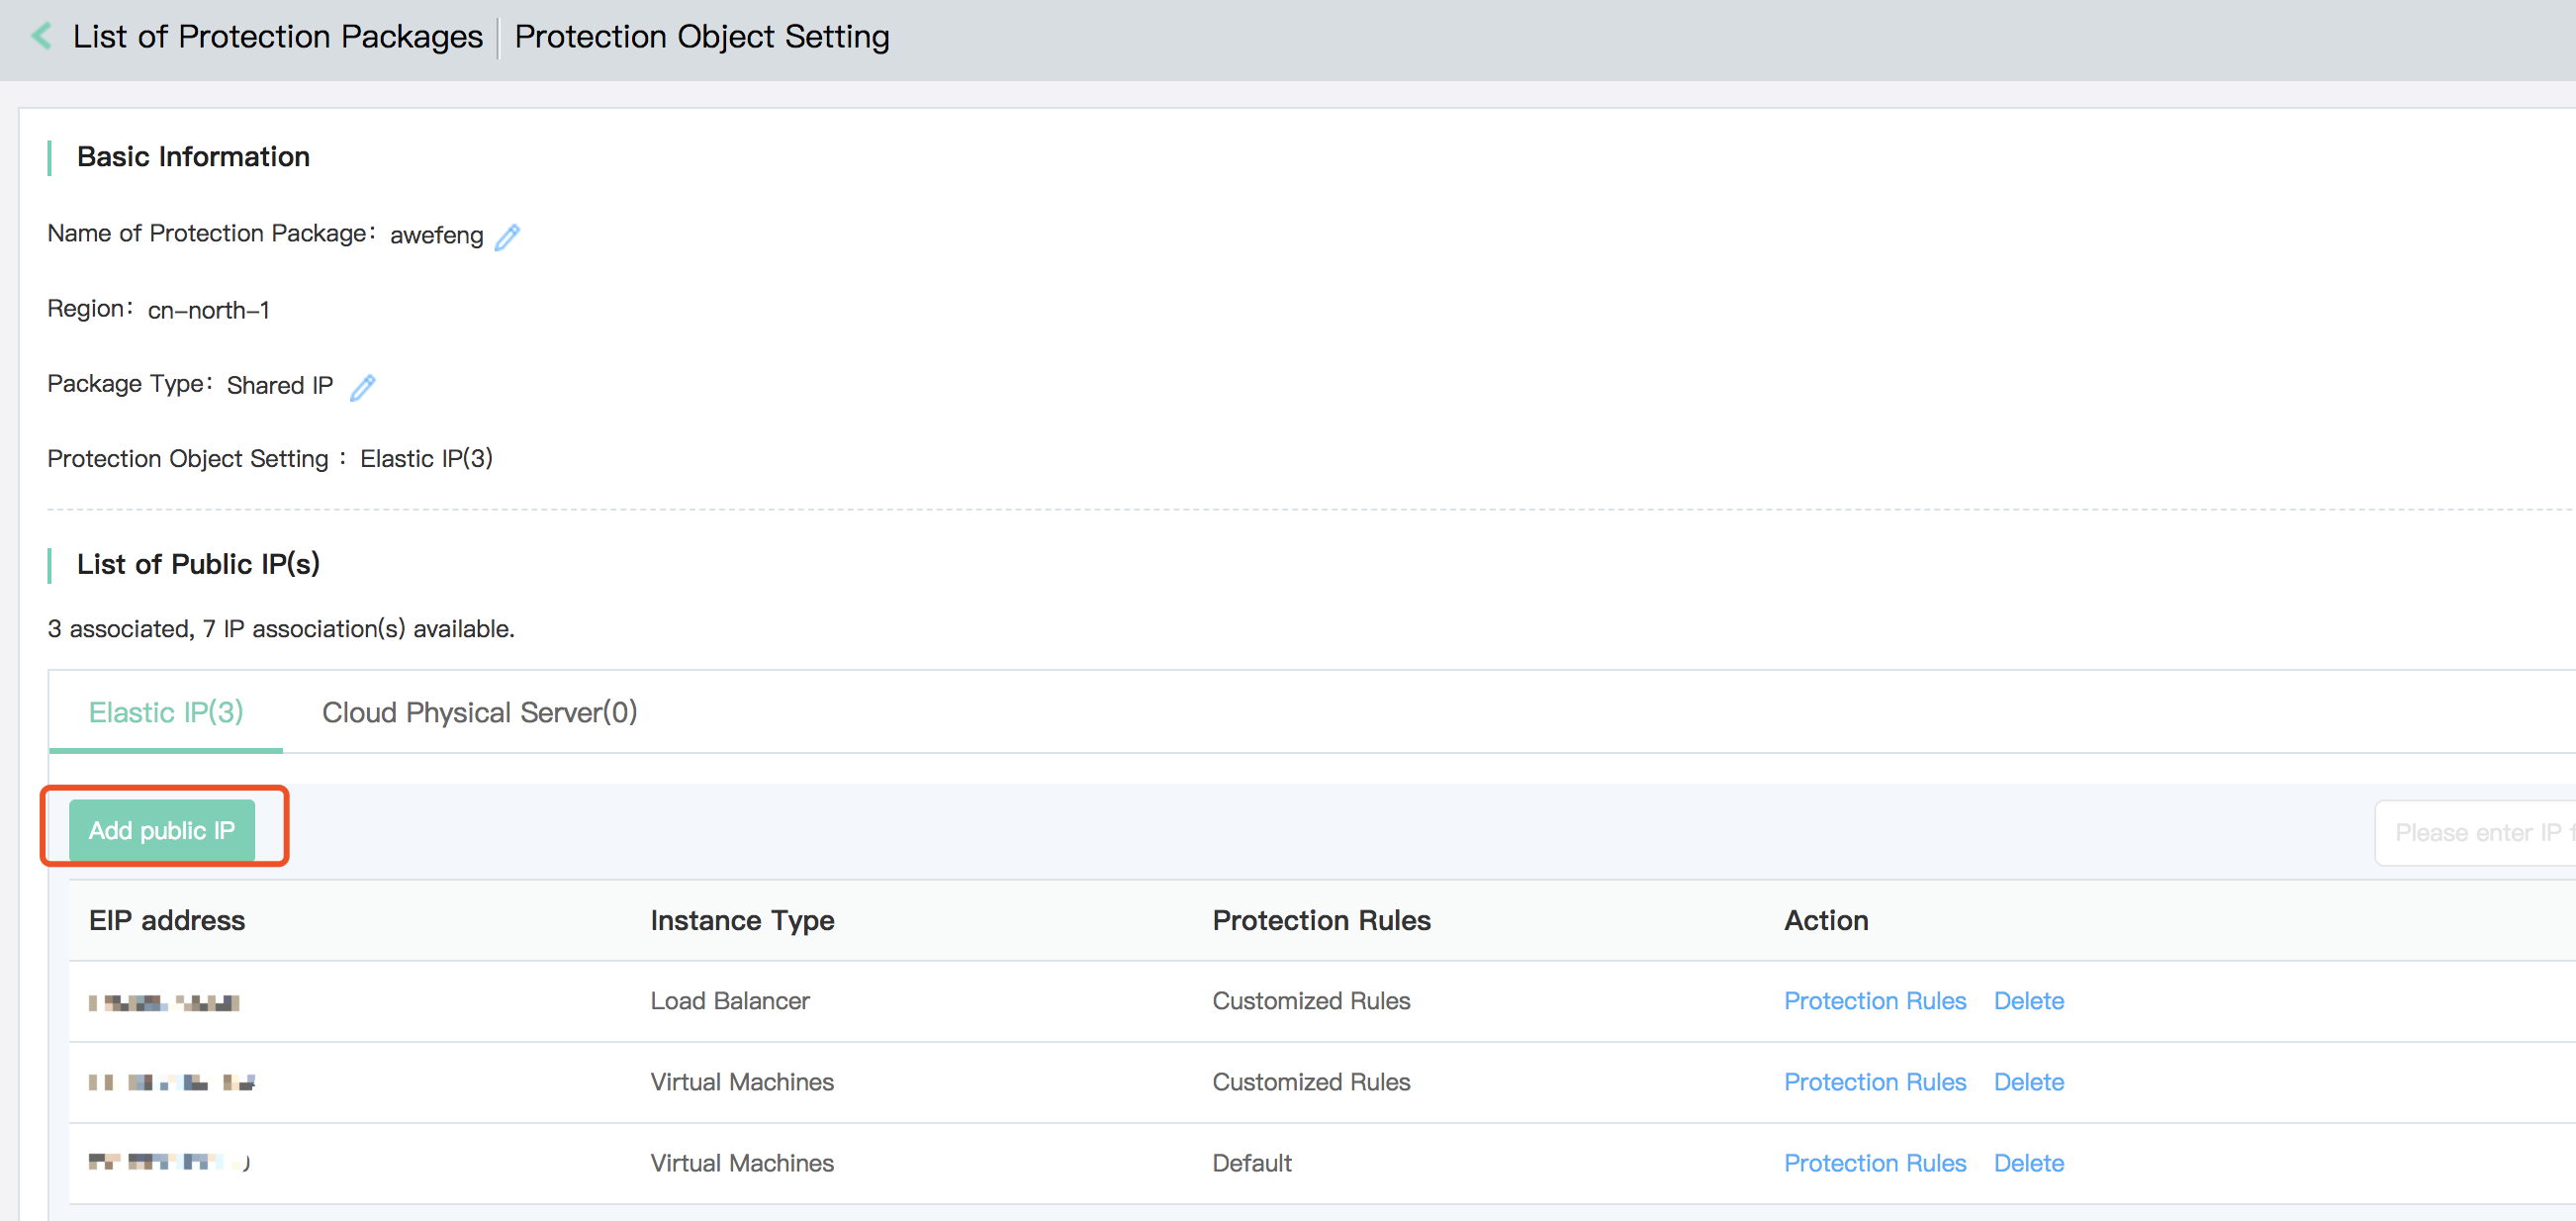 List of Protection Packages Protection Object Setting
Basic Information
Name of Protection Package: awefeng
Region: cn-north-1
Package Type: Shared IP
Protection Object Setting : Elastic IP(3)
List of Public IP(s)
3 associated, 7 IP association(s) available.
Elastic IP(3) Cloud Physical Server(0)
Add public IP Please enter IP
EIP address Instance Type Protection Rules Action
Load Balancer Customized Rules Protection Rules Delete
Virtual Machines Customized Rules Protection Rules Delete
Virtual Machines Default Protection Rules Delete